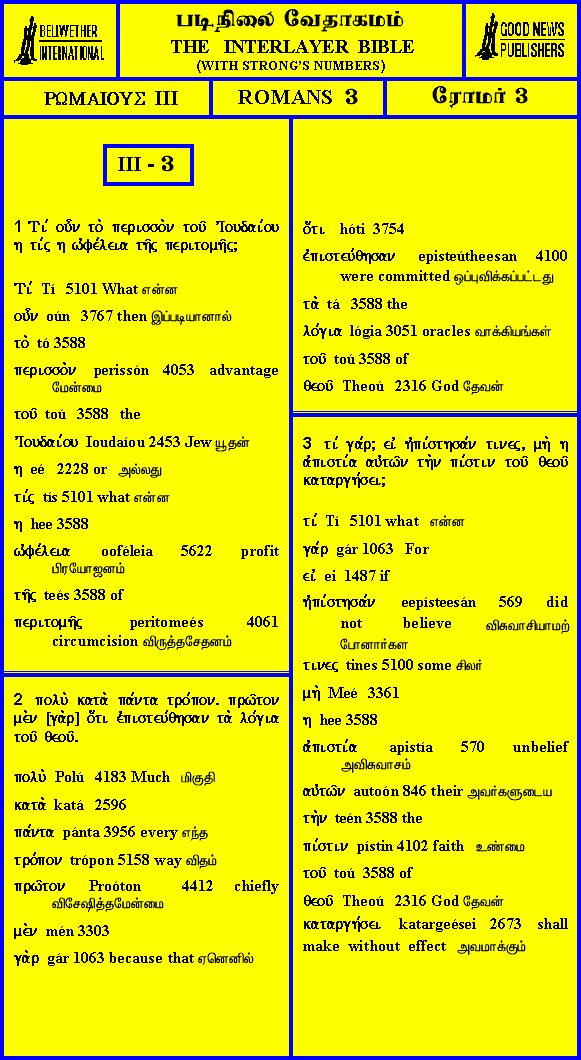 BELLWETHER
INTERNATIONAL
படிநிலை வேதாகமம்
THE INTERLAYER BIBLE
(WITH STRONG'S NUMBERS)
GOOD NEWS
PUBLISHERS
ΡΩΜΑΙΟΥΣ III
ROMANS 3
ரோமர் 3
III - 3
1 Τί οὖν τὸ περισσὸν τοῦ Ἰουδαίου
η τίς η ὠφέλεια τῆς περιτομῆς;
Τί Tí 5101 What என்ன
οὖν oún 3767 then இப்படியானால்
τὸ tó 3588
περισσὸν perissón 4053 advantage
மேன்மை
τοῦ toú 3588 the
Ἰουδαίου Ioudaíou 2453 Jew யூதன்
η eé 2228 or அல்லது
τίς tís 5101 what என்ன
η hee 3588
ὠφέλεια ooféleia 5622 profit
பிரயோஜனம்
τῆς teés 3588 of
περιτομῆς peritomeés 4061
circumcision விருத்தசேதனம்
2 πολὺ κατὰ πάντα τρόπον. πρῶτον
μὲν [γὰρ] ὅτι ἐπιστεύθησαν τὰ λόγια
τοῦ θεοῦ.
πολὺ Polú 4183 Much மிகுதி
κατὰ katá 2596
πάντα pánta 3956 every எந்த
τρόπον trópon 5158 way விதம்
πρῶτον Proóton 4412 chiefly
விசேஷித்தமேன்மை
μὲν mén 3303
γὰρ gár 1063 because that ஏனெனில்
ὅτι hóti 3754
ἐπιστεύθησαν episteútheesan 4100
were committed ஒப்புவிக்கப்பட்டது
τὰ tá 3588 the
λόγια lógia 3051 oracles வாக்கியங்கள்
τοῦ toú 3588 of
θεοῦ Theoú 2316 God தேவன்
3 τί γάρ; εἰ ἠπίστησάν τινες, μὴ η
ἀπιστία αὐτῶν τὴν πίστιν τοῦ θεοῦ
καταργήσει;
τί Tí 5101 what என்ன
γάρ gár 1063 For
εἰ ei 1487 if
ἠπίστησάν eepísteesán 569 did
not believe விசுவாசியாமற்
போனார்கள
τινες tines 5100 some சிலர்
μὴ Meé 3361
η hee 3588
ἀπιστία apistía 570 unbelief
அவிசுவாசம்
αὐτῶν autoón 846 their அவர்களுடைய
τὴν teén 3588 the
πίστιν pístin 4102 faith உண்மை
τοῦ toú 3588 of
θεοῦ Theoú 2316 God தேவன்
καταργήσει katargeései 2673 shall
make without effect அவமாக்கும்